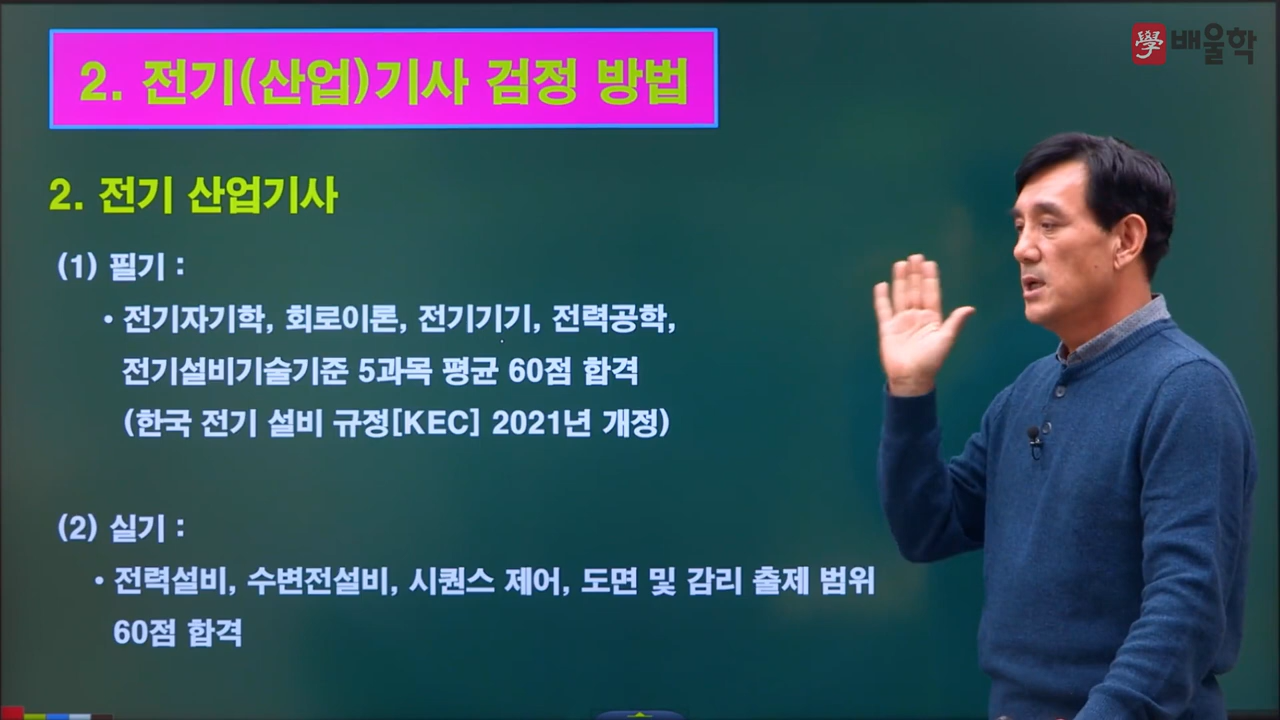 學 배울학
2. 전기(산업)기사 검정 방법
2. 전기 산업기사
(1) 필기 :
• 전기자기학, 회로이론, 전기기기, 전력공학,
전기설비기술기준 5과목 평균 60점 합격
(한국 전기 설비 규정[KEC] 2021년 개정)
(2) 실기 :
• 전력설비, 수변전설비, 시퀀스 제어, 도면 및 감리 출제 범위
60점 합격